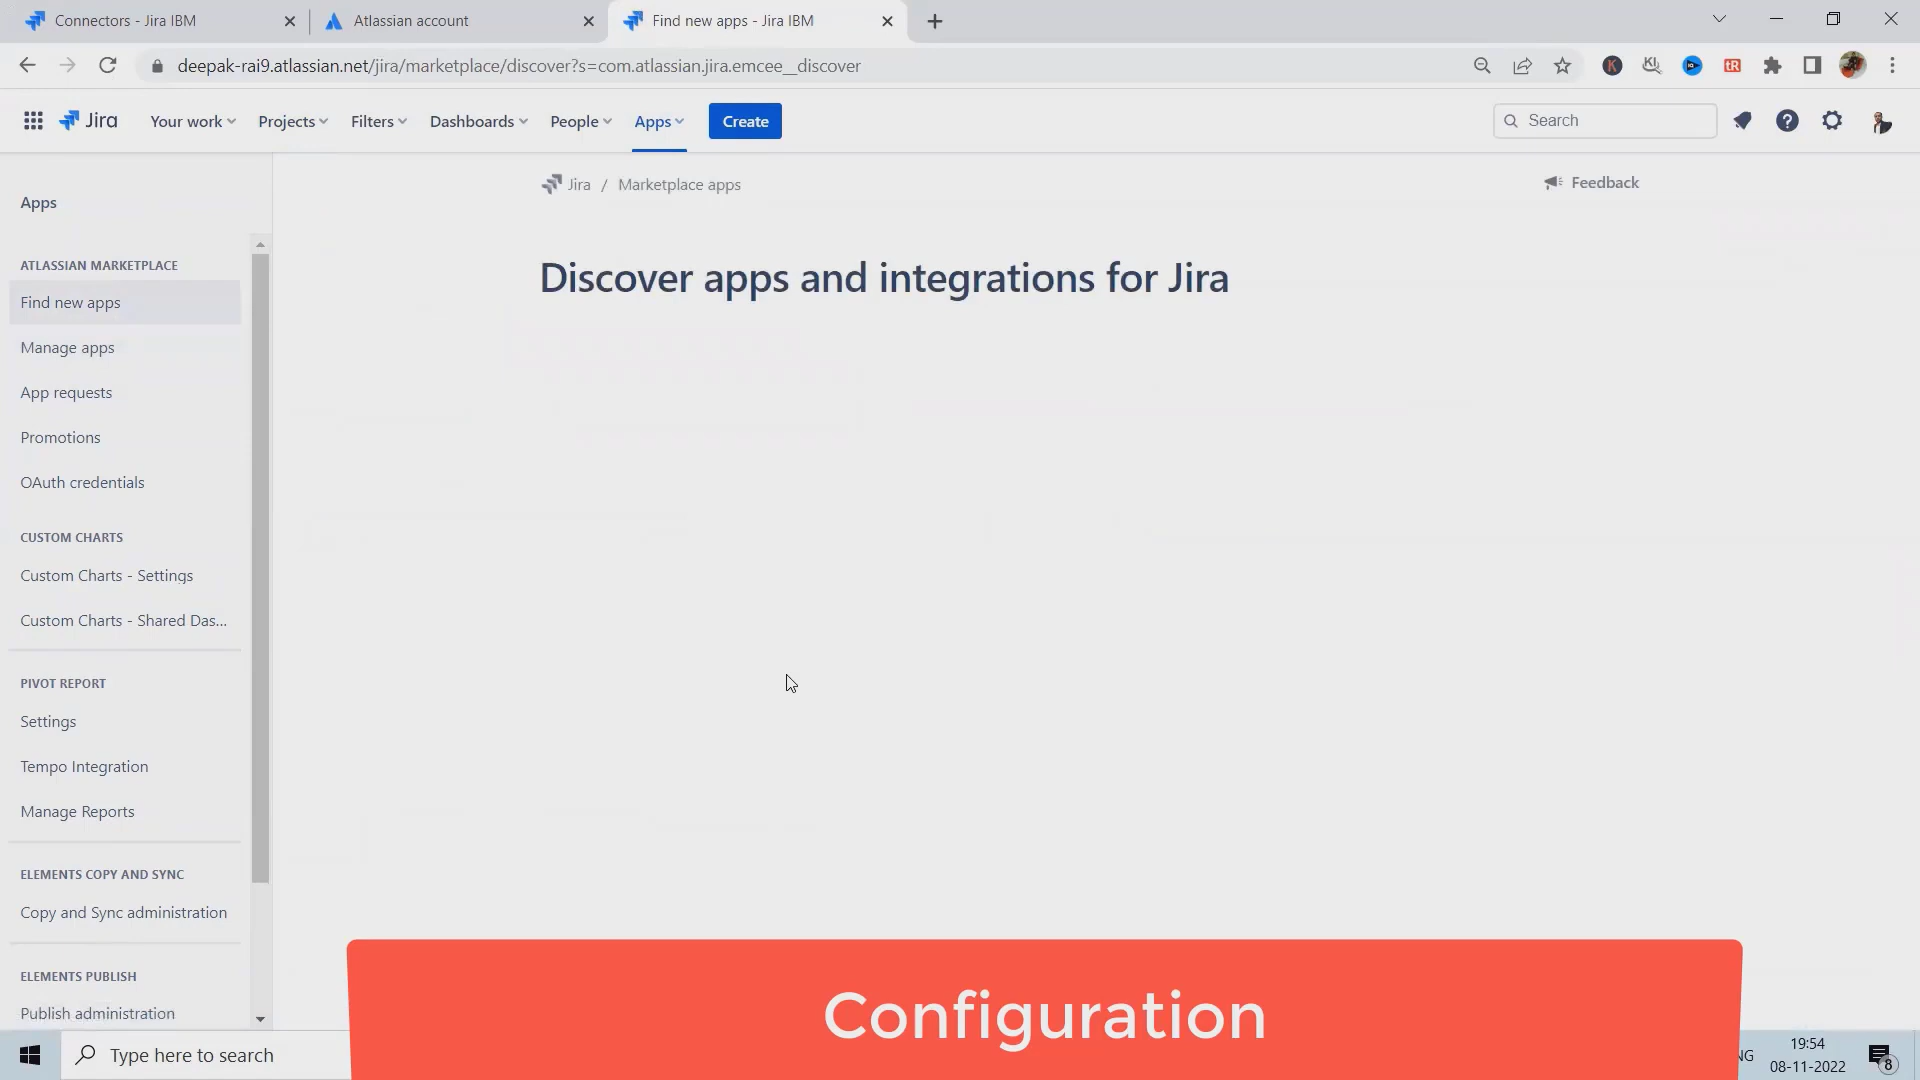 Connectors - Jira IBM
Atlassian account
Find new apps - Jira IBM
deepak-rai9.atlassian.net/jira/marketplace/discover?s=com.atlassian.jira.emcee__discover
Jira
Your work
Projects
Filters
Dashboards
People
Apps
Create
Search
Jira / Marketplace apps
Feedback
Apps
Discover apps and integrations for Jira
ATLASSIAN MARKETPLACE
Find new apps
Manage apps
App requests
Promotions
OAuth credentials
CUSTOM CHARTS
Custom Charts - Settings
Custom Charts - Shared Das...
PIVOT REPORT
Settings
Tempo Integration
Manage Reports
ELEMENTS COPY AND SYNC
Copy and Sync administration
ELEMENTS PUBLISH
Publish administration
Configuration
Type here to search
NG
19:54
08-11-2022
8